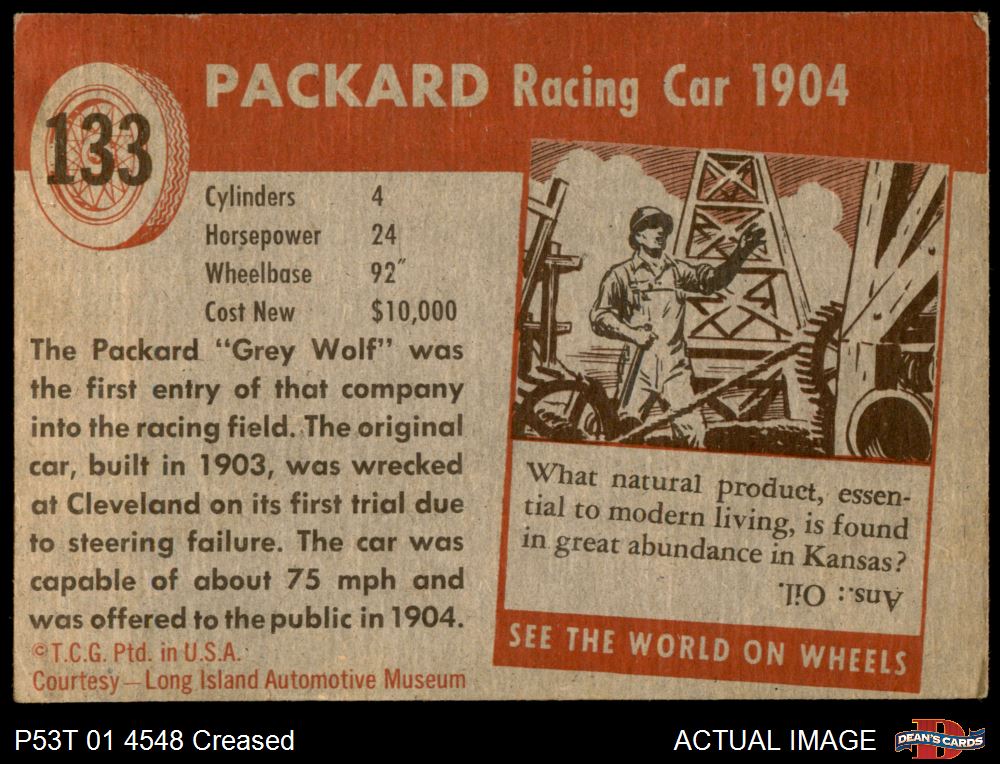 133
PACKARD Racing Car 1904
Cylinders 4
Horsepower 24
Wheelbase 92"
Cost New $10,000
The Packard "Grey Wolf" was
the first entry of that company
into the racing field. The original
car, built in 1903, was wrecked
at Cleveland on its first trial due
to steering failure. The car was
capable of about 75 mph and
was offered to the public in 1904.
©T.C.G. Ptd. in U.S.A.
Courtesy—Long Island Automotive Museum
What natural product, essen-
tial to modern living, is found
in great abundance in Kansas?
Ans.: Oil.
SEE THE WORLD ON WHEELS
P53T 01 4548 Creased
ACTUAL IMAGE
DEAN'S CARDS